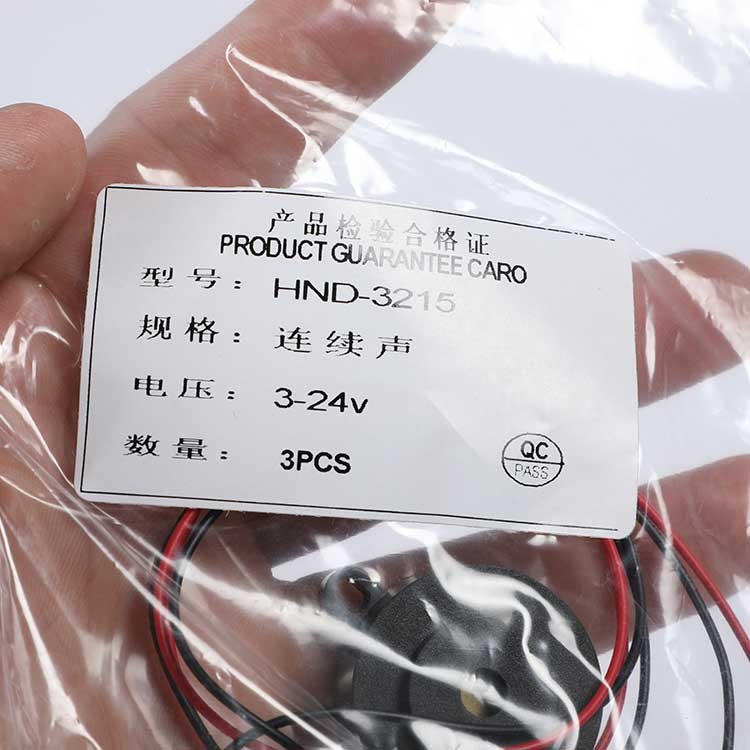 产品检验合格证
PRODUCT GUARANTEE CARO
型号： HND-3215
规格： 连续声
电压： 3-24v
数量： 3PCS
QC
PASS